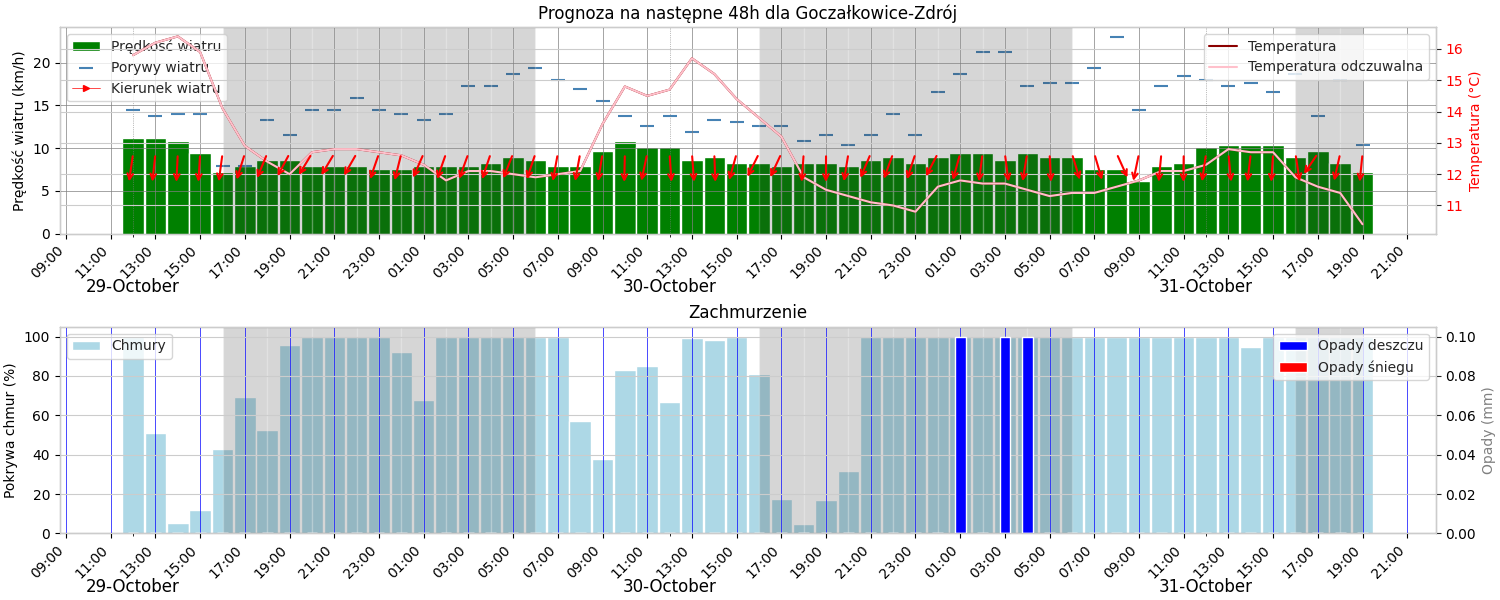 Prognoza na następne 48h dla Goczałkowice-Zdrój
Prędkość wiatru (km/h)
0
5
10
15
20
Prędkość wiatru
Porywy wiatru
Kierunek wiatru
Temperatura
Temperatura odczuwalna
16
15
14
13
12
11
Temperatura (°C)
09:00 11:00 13:00 15:00 17:00 19:00 21:00 23:00 01:00 03:00 05:00 07:00 09:00 11:00 13:00 15:00 17:00 19:00 21:00 23:00 01:00 03:00 05:00 07:00 09:00 11:00 13:00 15:00 17:00 19:00 21:00
29-October 30-October 31-October
Zachmurzenie
Pokrywa chmur (%)
100
80
60
40
20
0
Chmury
Opady deszczu
Opady śniegu
0.10
0.08
0.06
0.04
0.02
0.00
Opady (mm)
09:00 11:00 13:00 15:00 17:00 19:00 21:00 23:00 01:00 03:00 05:00 07:00 09:00 11:00 13:00 15:00 17:00 19:00 21:00 23:00 01:00 03:00 05:00 07:00 09:00 11:00 13:00 15:00 17:00 19:00 21:00
29-October 30-October 31-October